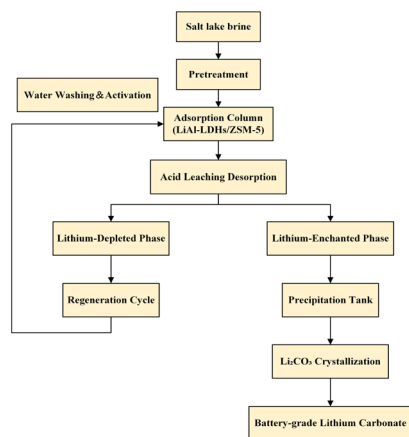 Salt lake brine
Pretreatment
Water Washing＆Activation
Adsorption Column
(LiAl-LDHs/ZSM-5)
Acid Leaching Desorption
Lithium-Depleted Phase
Lithium-Enchanted Phase
Regeneration Cycle
Precipitation Tank
Li₂CO₃ Crystallization
Battery-grade Lithium Carbonate